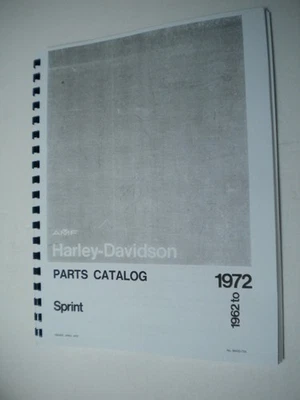 AMF
Harley-Davidson
PARTS CATALOG
1962 to 1972
Sprint